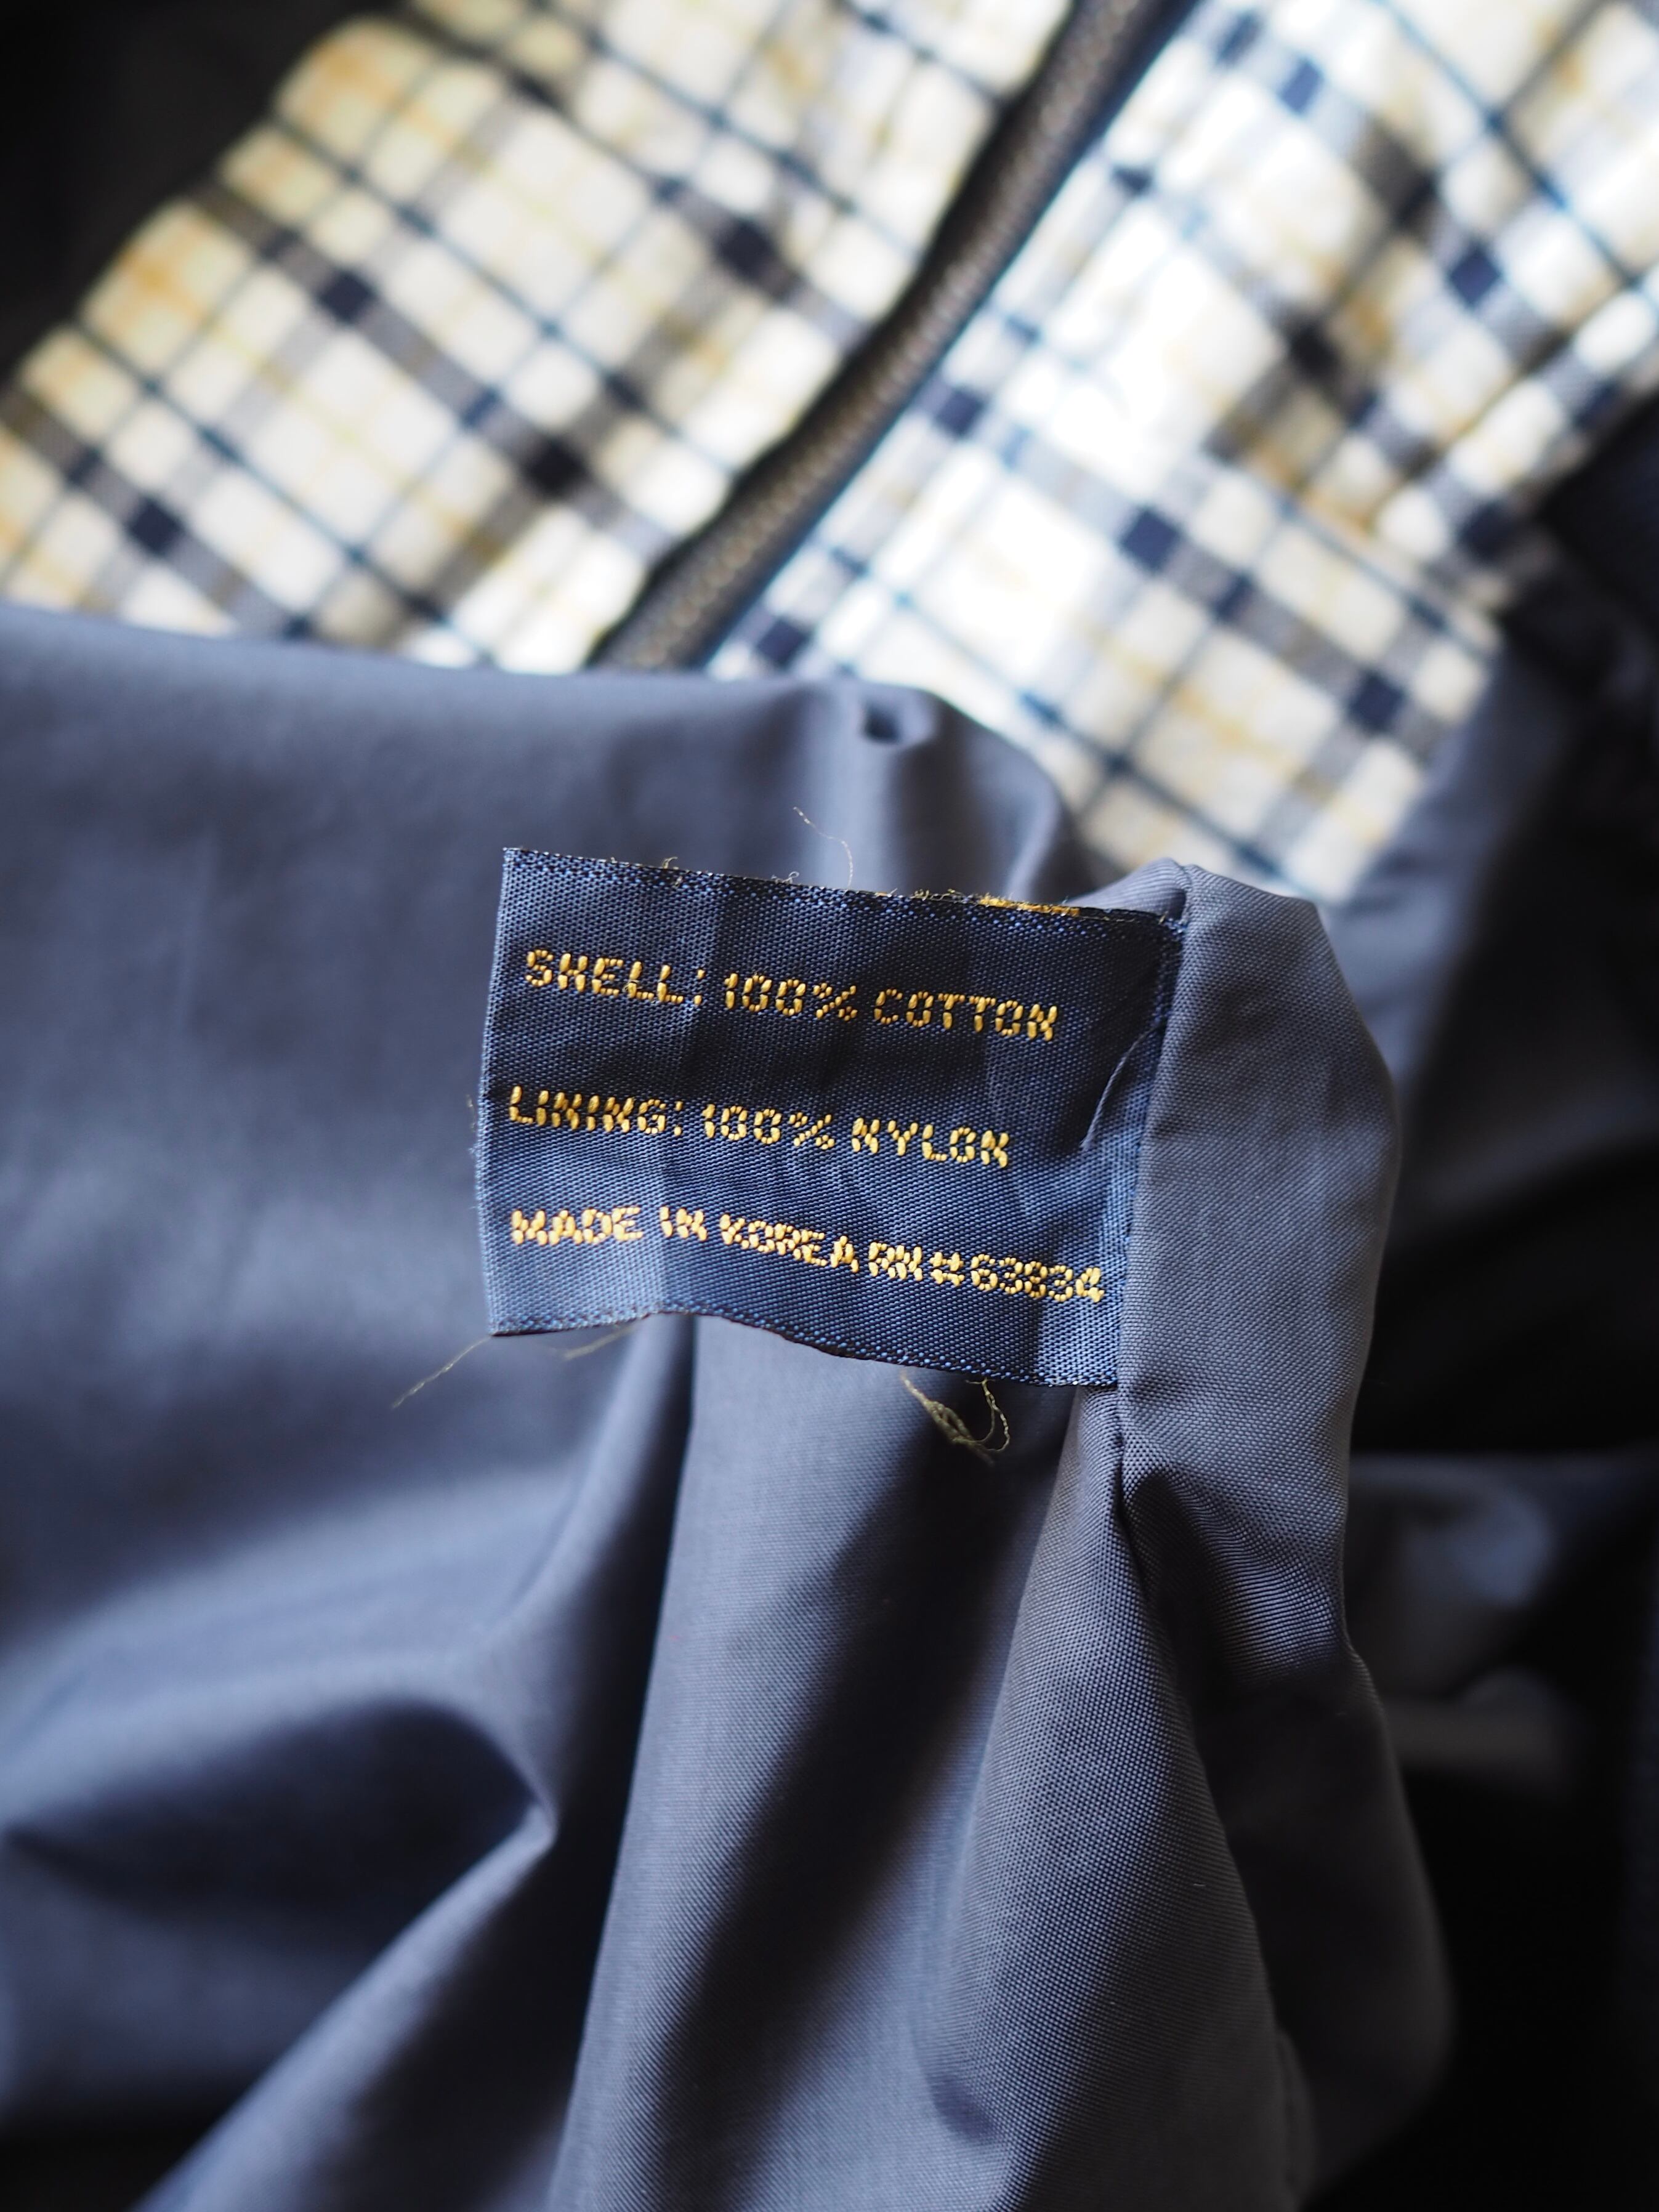 SHELL: 100% COTTON
LINING: 100% NYLON
MADE IN KOREA RN#63834